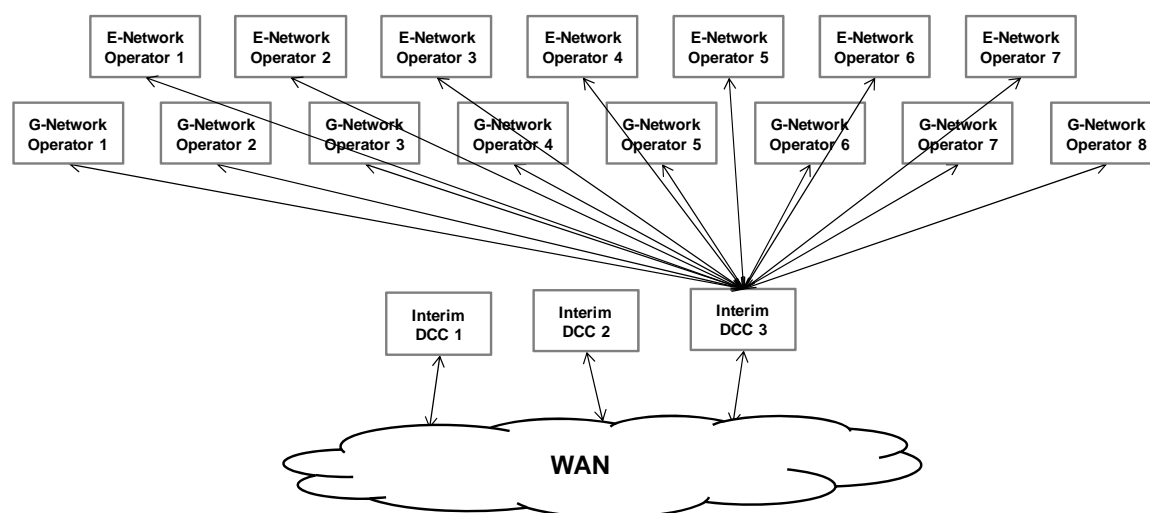 E-Network
Operator 1
E-Network
Operator 2
E-Network
Operator 3
E-Network
Operator 4
E-Network
Operator 5
E-Network
Operator 6
E-Network
Operator 7
G-Network
Operator 1
G-Network
Operator 2
G-Network
Operator 3
G-Network
Operator 4
G-Network
Operator 5
G-Network
Operator 6
G-Network
Operator 7
G-Network
Operator 8
Interim
DCC 1
Interim
DCC 2
Interim
DCC 3
WAN